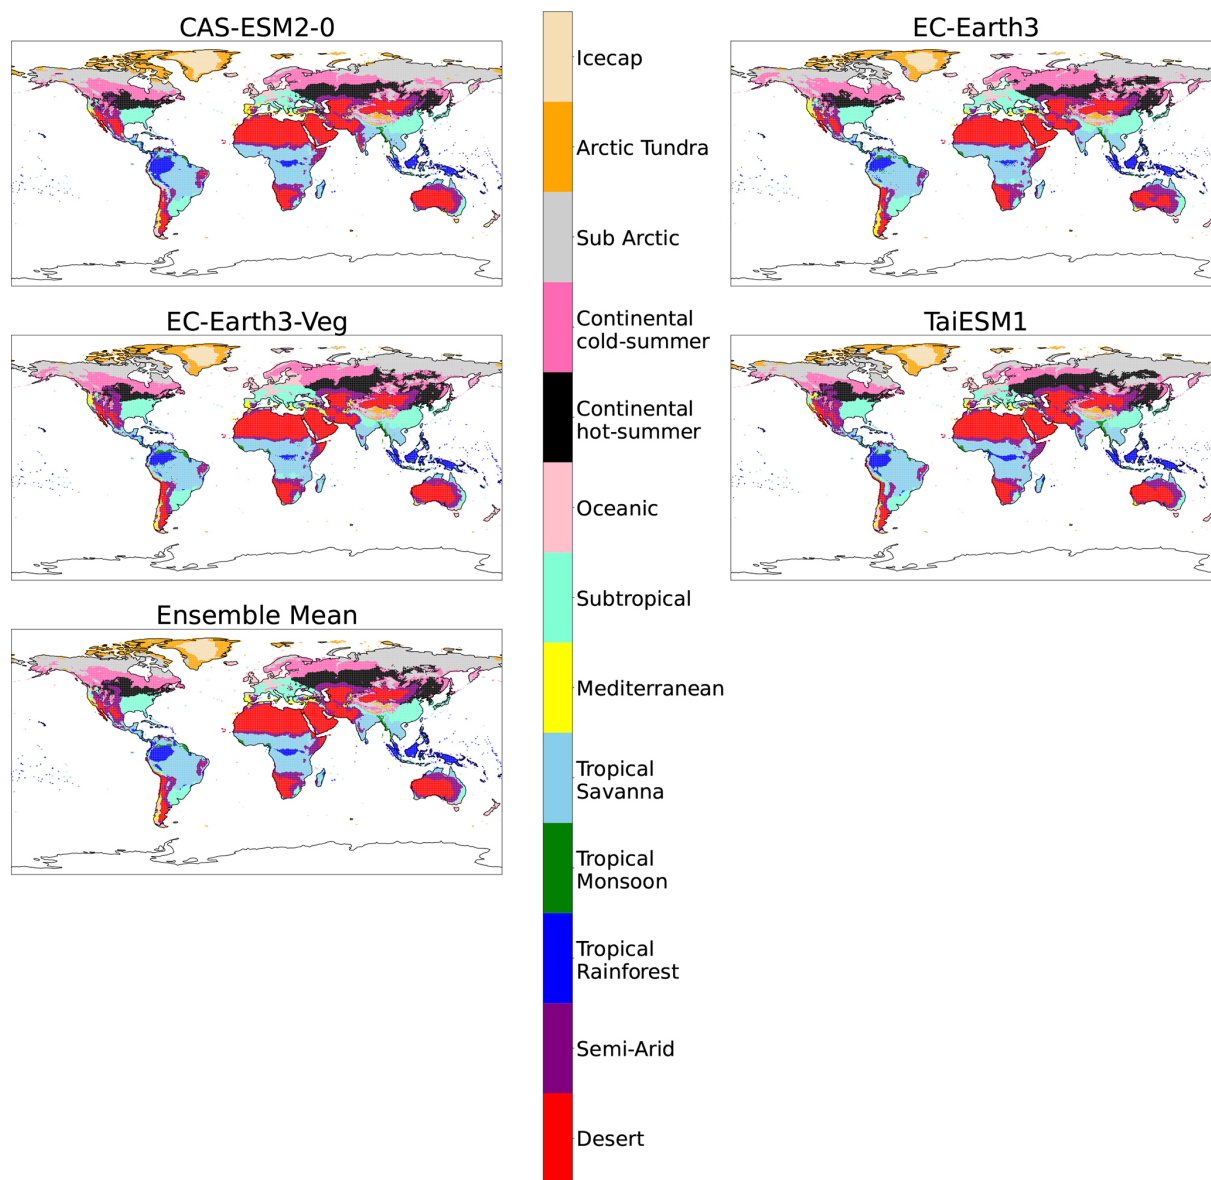 CAS-ESM2-0
EC-Earth3
EC-Earth3-Veg
TaiESM1
Ensemble Mean
Icecap
Arctic Tundra
Sub Arctic
Continental
cold-summer
Continental
hot-summer
Oceanic
Subtropical
Mediterranean
Tropical
Savanna
Tropical
Monsoon
Tropical
Rainforest
Semi-Arid
Desert